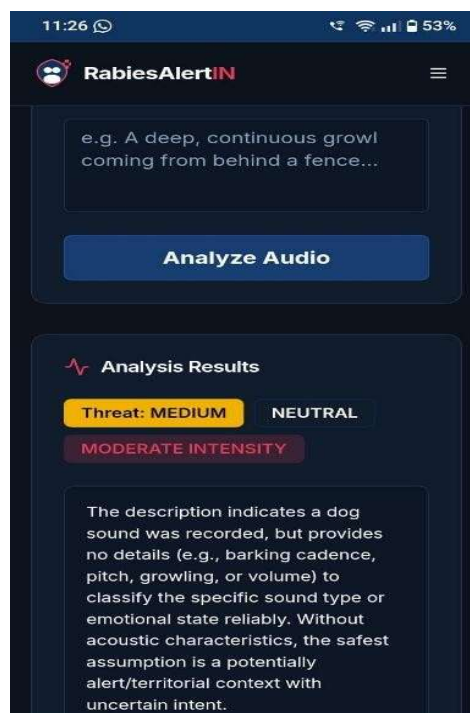 11:26 53%
RabiesAlertIN
e.g. A deep, continuous growl
coming from behind a fence...
Analyze Audio
Analysis Results
Threat: MEDIUM NEUTRAL
MODERATE INTENSITY
The description indicates a dog
sound was recorded, but provides
no details (e.g., barking cadence,
pitch, growling, or volume) to
classify the specific sound type or
emotional state reliably. Without
acoustic characteristics, the safest
assumption is a potentially
alert/territorial context with
uncertain intent.